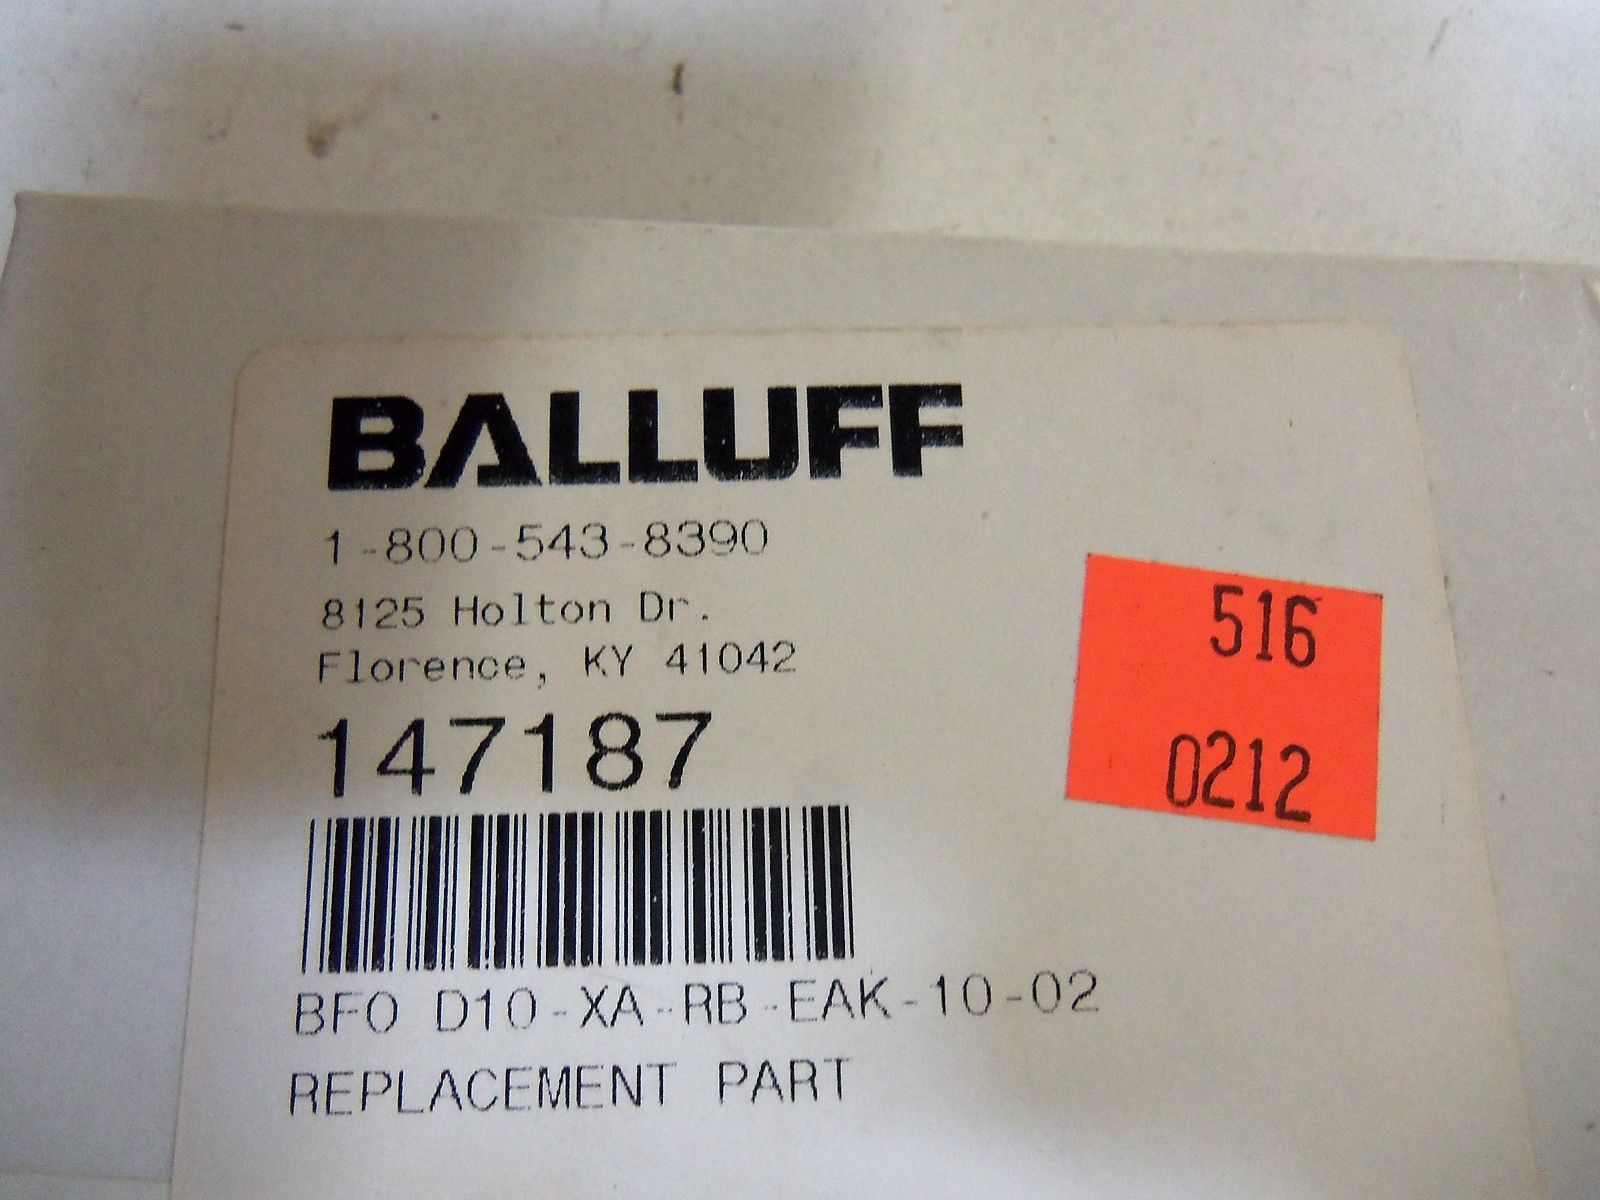 BALLUFF
1-800-543-8390
8125 Holton Dr.
Florence, KY 41042
147187
BFO D10-XA-RB-EAK-10-02
REPLACEMENT PART
516
0212